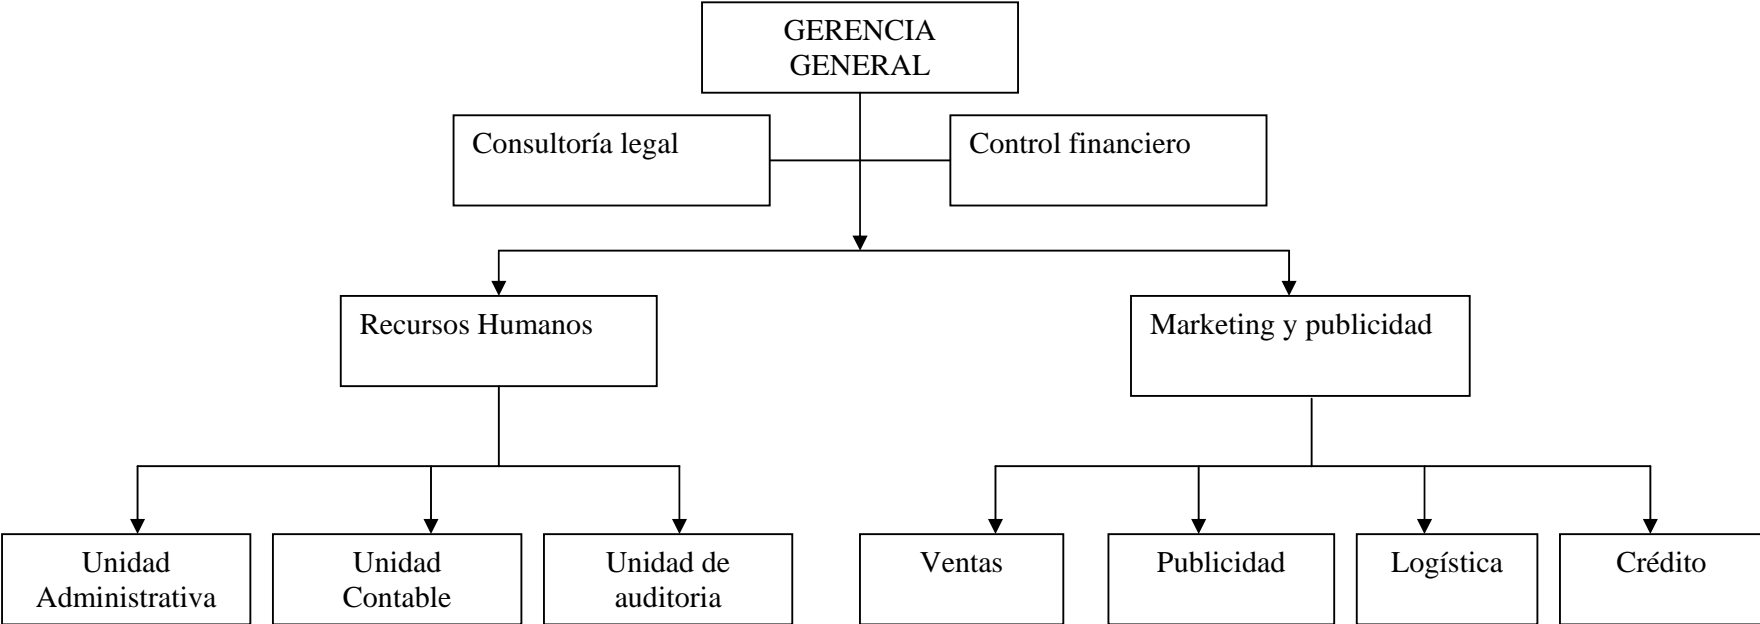 GERENCIA
GENERAL
Consultoría legal
Control financiero
Recursos Humanos
Marketing y publicidad
Unidad
Administrativa
Unidad
Contable
Unidad de
auditoria
Ventas
Publicidad
Logística
Crédito